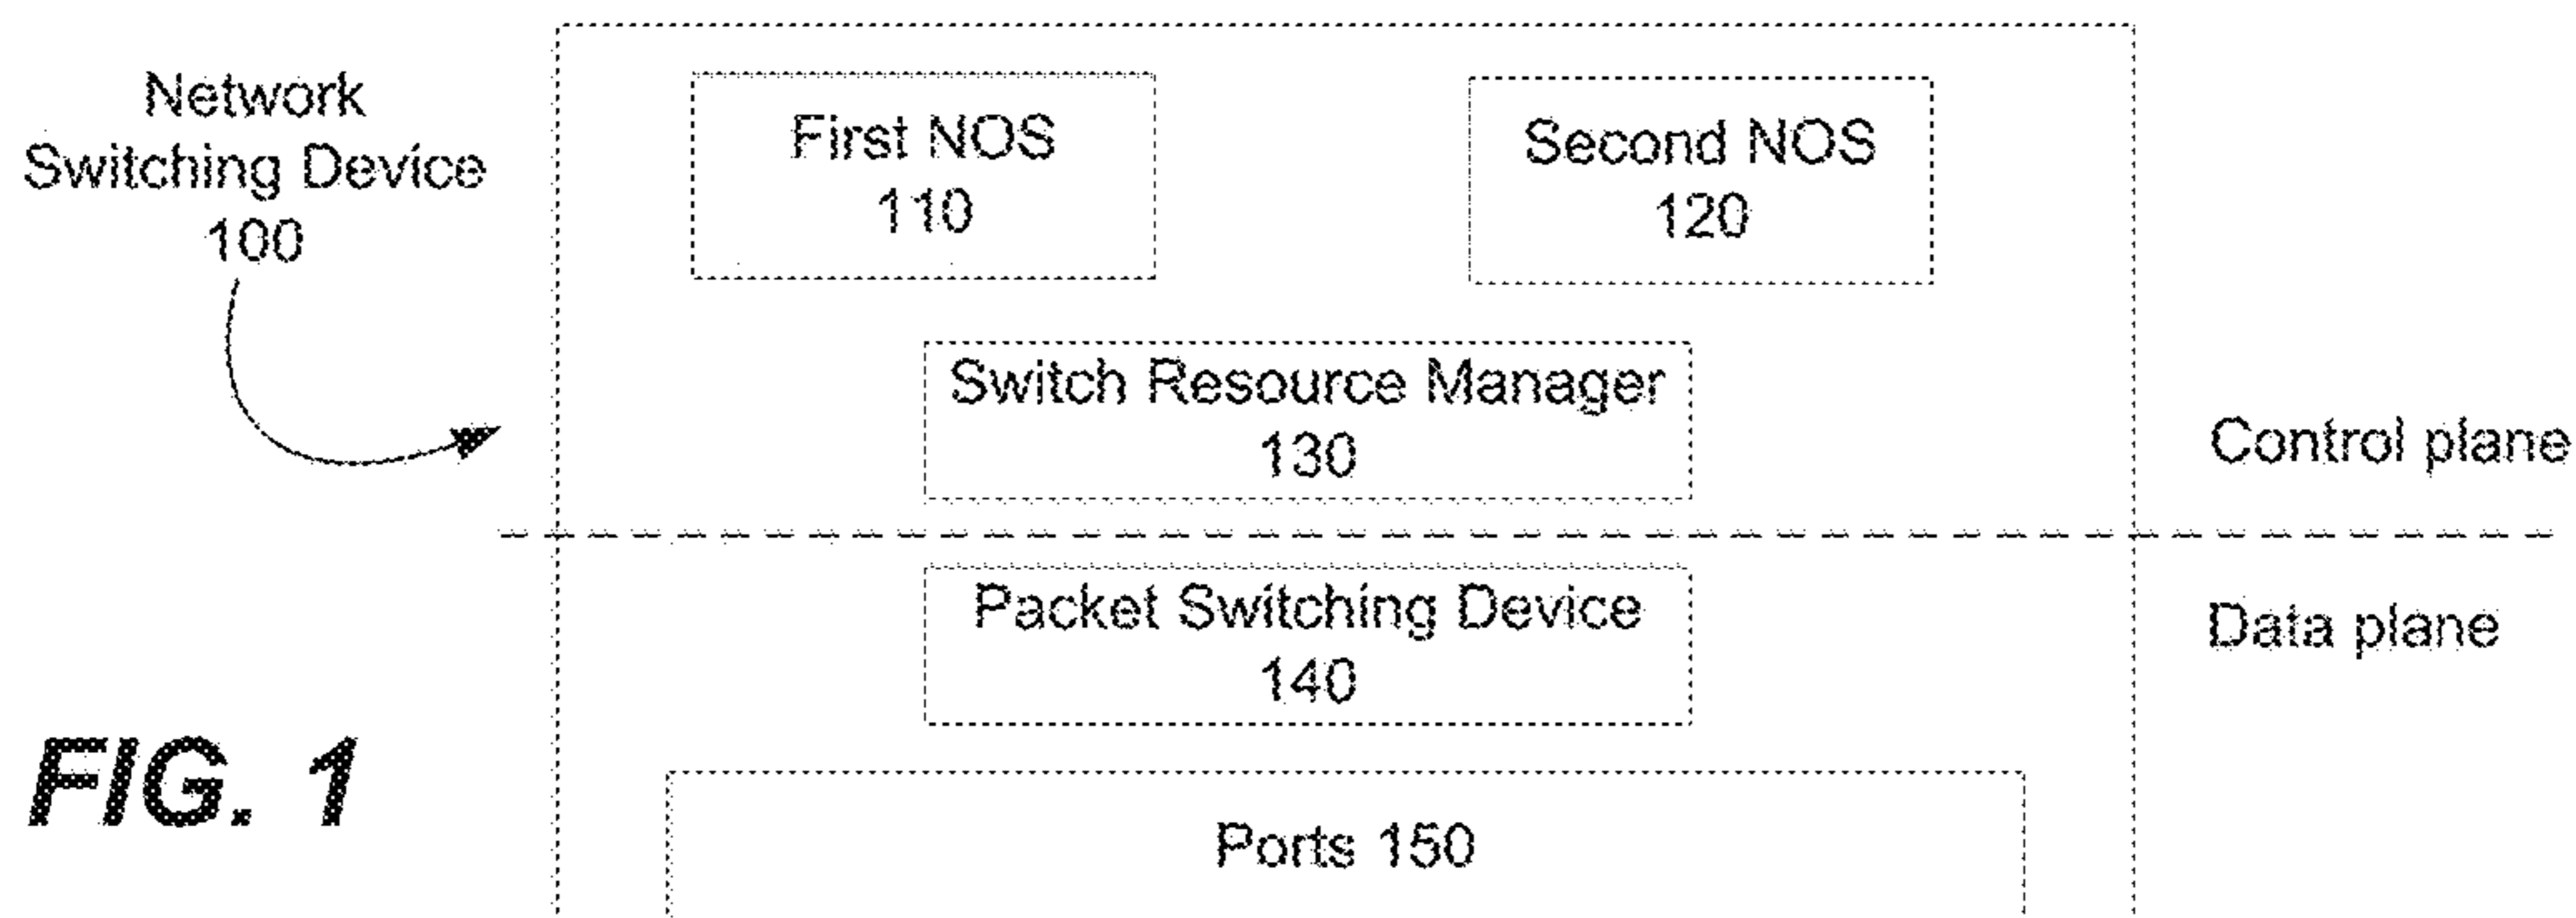 Network
Switching Device
100
First NOS
110
Second NOS
120
Switch Resource Manager
130
Control plane
Packet Switching Device
140
Data plane
FIG. 1
Ports 150